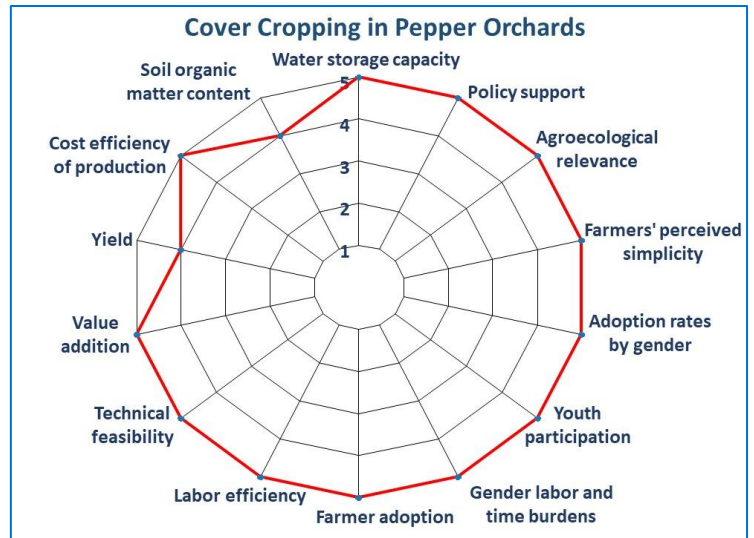 Cover Cropping in Pepper Orchards
Water storage capacity
Soil organic
matter content
Policy support
Cost efficiency
of production
Agroecological
relevance
Yield
Farmers' perceived
simplicity
Value
addition
Adoption rates
by gender
Technical
feasibility
Youth
participation
Labor efficiency
Farmer adoption
Gender labor and
time burdens
5
4
3
2
1